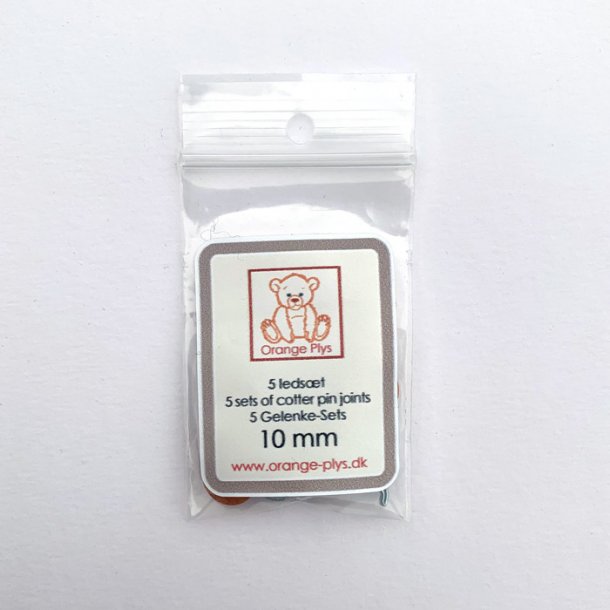 Orange Plys
5 ledsæt
5 sets of cotter pin joints
5 Gelenke-Sets
10 mm
www.orange-plys.dk